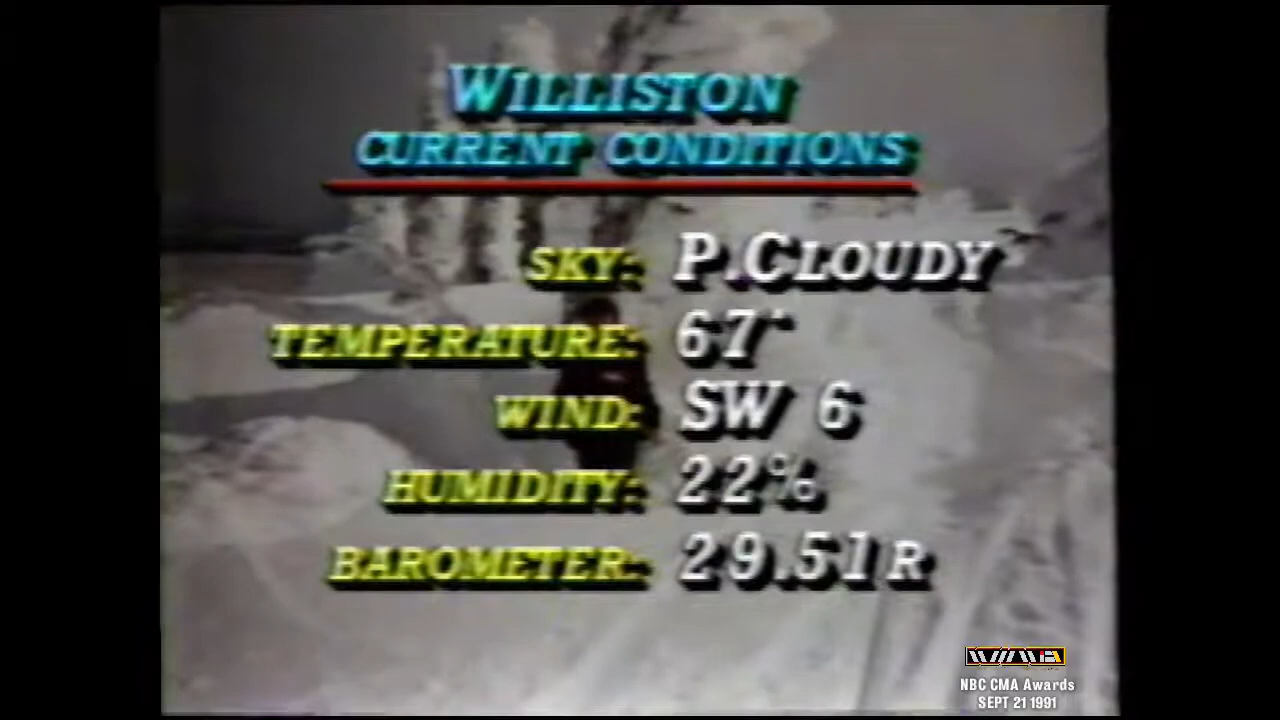 WILLISTON
CURRENT CONDITIONS
SKY: P.CLOUDY
TEMPERATURE: 67°
WIND: SW 6
HUMIDITY: 22%
BAROMETER: 29.51R
NBC CMA Awards
SEPT 21 1991